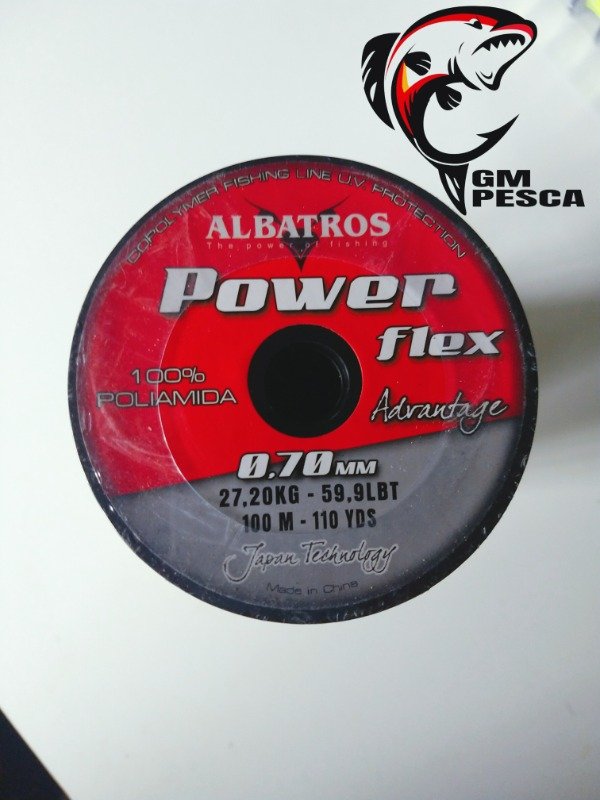 GM
PESCA
COPOLYMER FISHING LINE U.V. PROTECTION
ALBATROS
The power of fishing
Power
flex
100%
POLIAMIDA
Advantage
0,70MM
27,20KG - 59,9LBT
100 M - 110 YDS
Japan Technology
Made in China